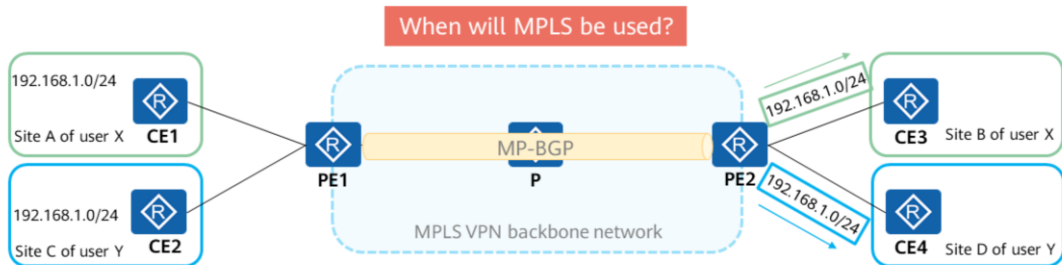 When will MPLS be used?
192.168.1.0/24
R
Site A of user X
CE1
192.168.1.0/24
R
Site C of user Y
CE2
R
PE1
MP-BGP
R
P
R
PE2
MPLS VPN backbone network
192.168.1.0/24
192.168.1.0/24
R
CE3
Site B of user X
R
CE4
Site D of user Y